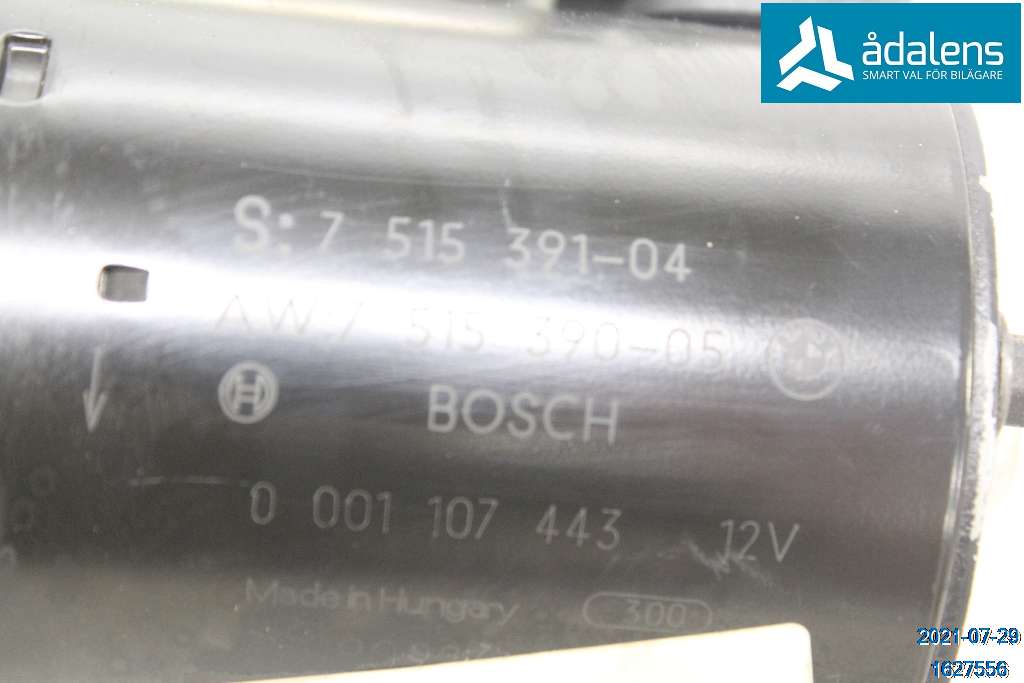 ådalens
SMART VAL FÖR BILÄGARE
S: 7 515 391-04
AW 7 515 390-05
BOSCH
0 001 107 443 12V
Made in Hungary 300
2021-07-29
1627556